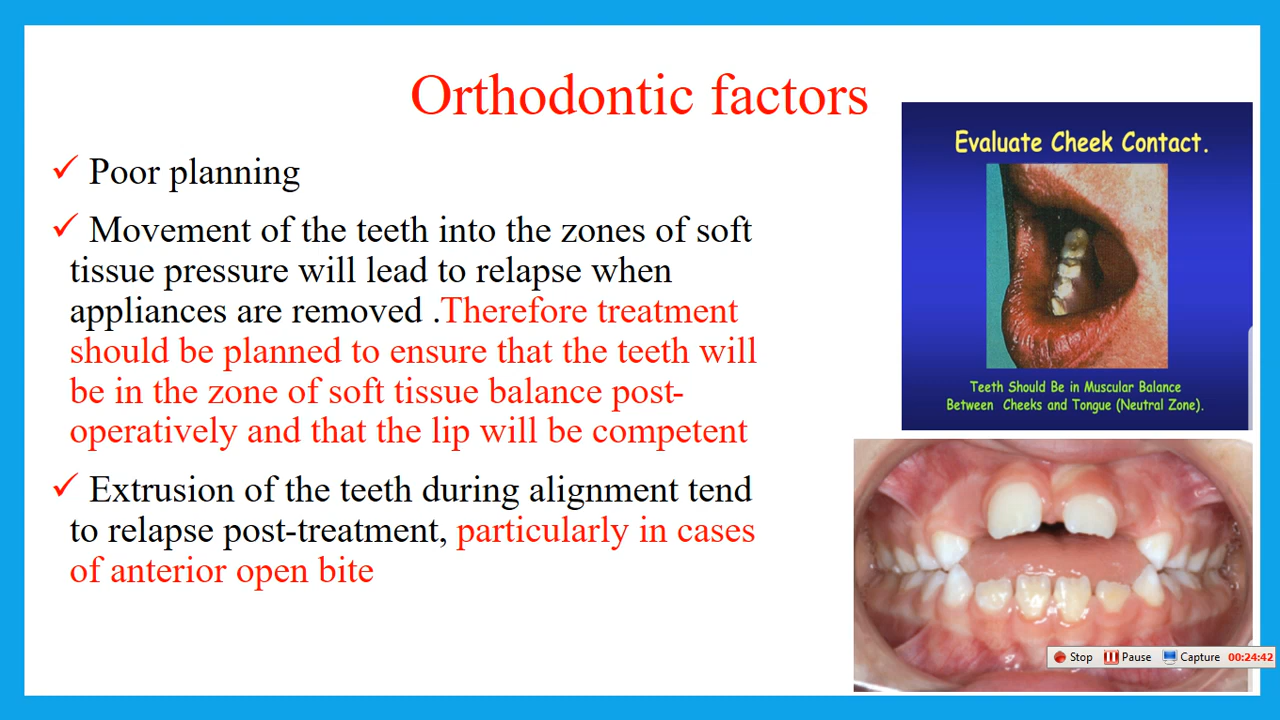 Orthodontic factors
✓ Poor planning
✓ Movement of the teeth into the zones of soft
tissue pressure will lead to relapse when
appliances are removed .Therefore treatment
should be planned to ensure that the teeth will
be in the zone of soft tissue balance post-
operatively and that the lip will be competent
✓ Extrusion of the teeth during alignment tend
to relapse post-treatment, particularly in cases
of anterior open bite
Evaluate Cheek Contact.
Teeth Should Be in Muscular Balance
Between Cheeks and Tongue (Neutral Zone).
Stop Pause Capture 00:24:42